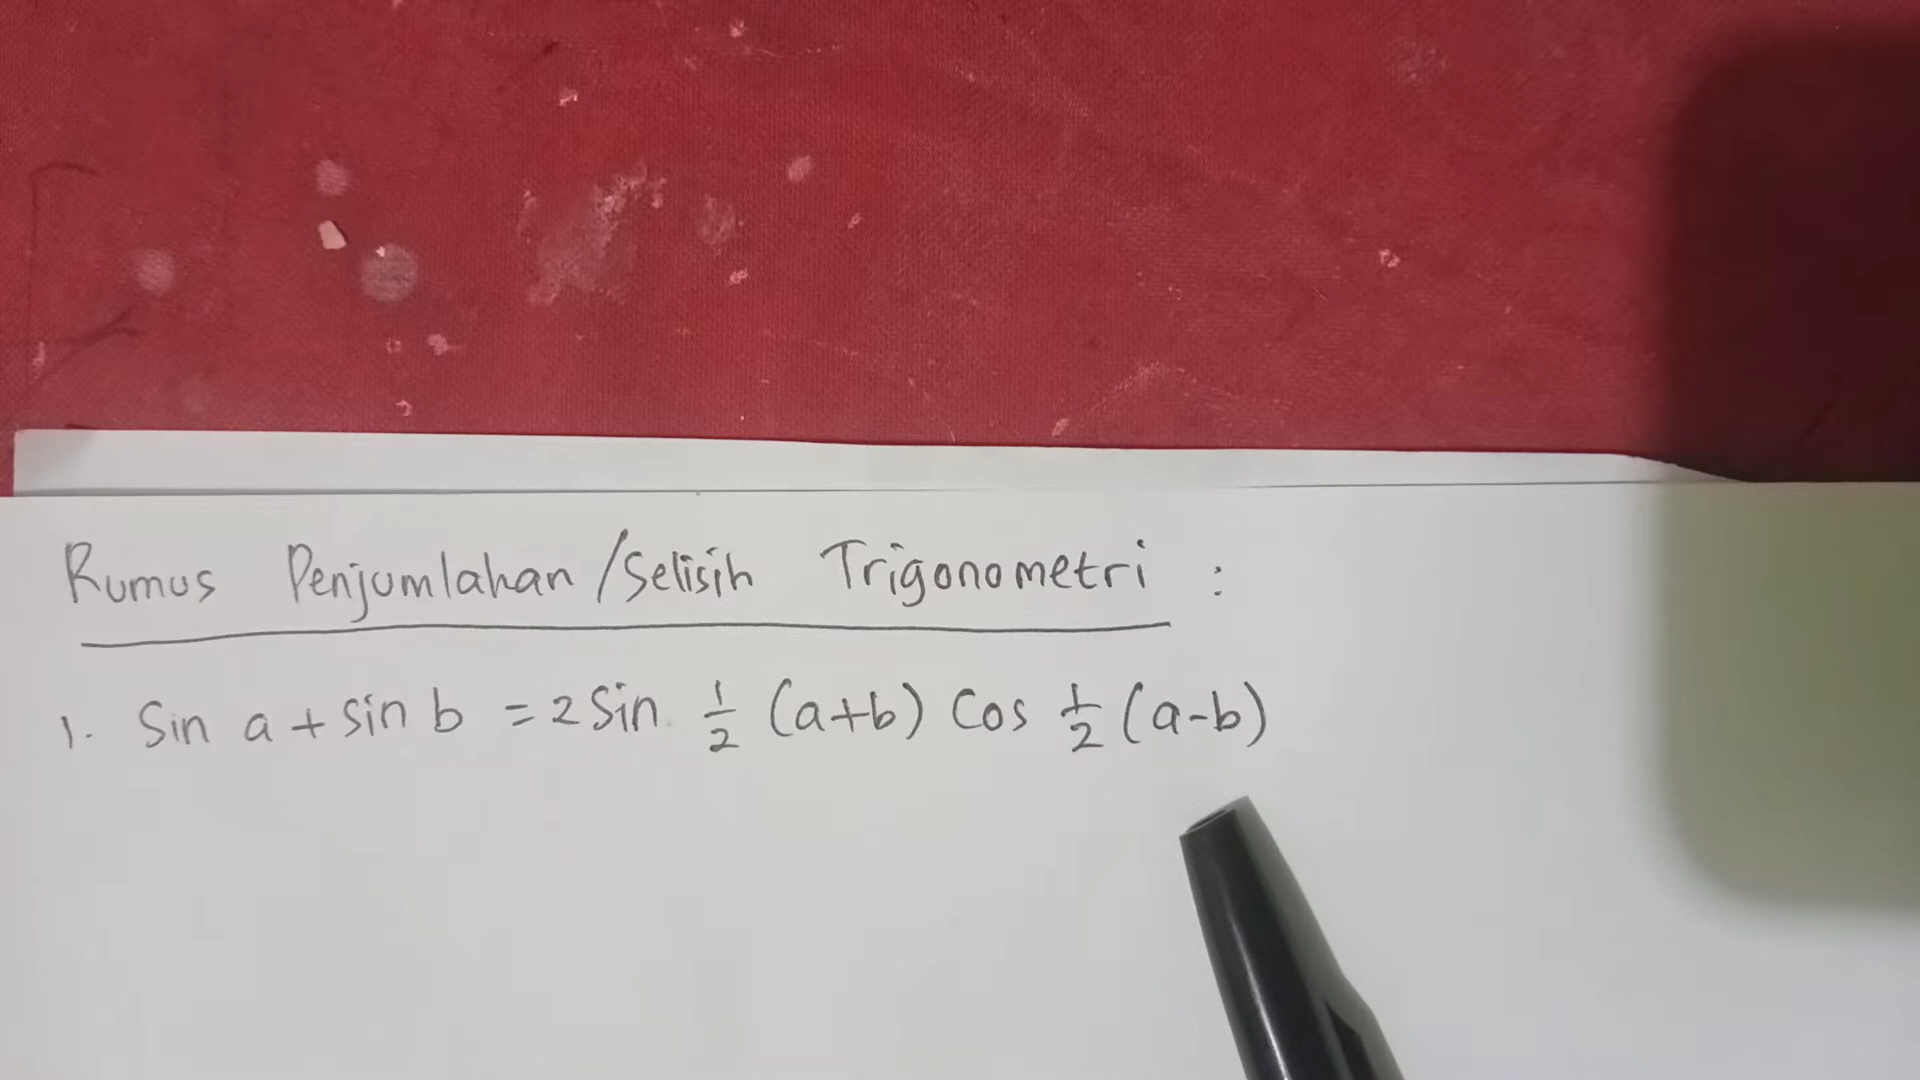 Rumus Penjumlahan/Selisih Trigonometri :
1. Sin a + sin b = 2 Sin ½ (a+b) Cos ½ (a-b)